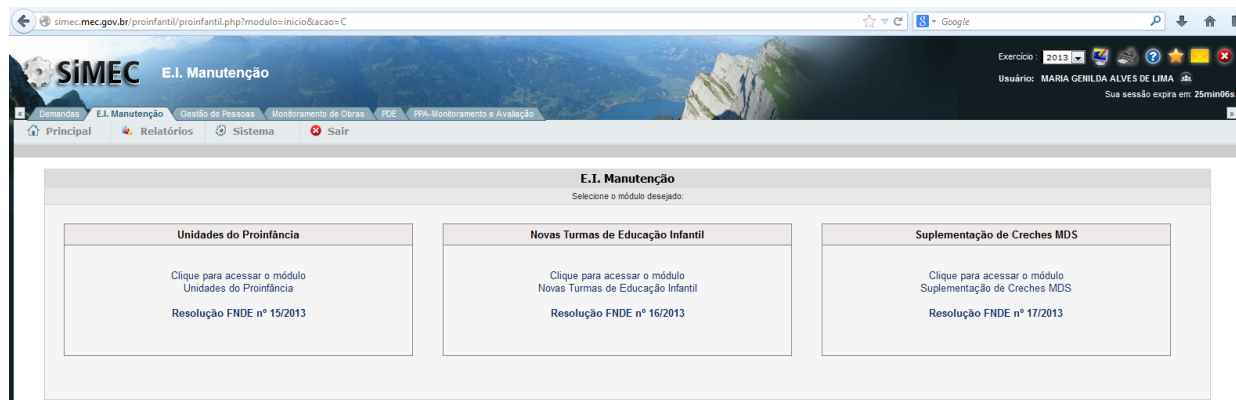 simec.mec.gov.br/proinfantil/proinfantil.php?modulo=inicio&acao=C
Google
SiMEC
E.I. Manutenção
Exercício : 2013
Usuário: MARIA GENILDA ALVES DE LIMA
Sua sessão expira em: 25min06s
Demandas E.I. Manutenção Gestão de Pessoas Monitoramento de Obras PDE PPA-Monitoramento e Avaliação
Principal Relatórios Sistema Sair
E.I. Manutenção
Selecione o módulo desejado:
Unidades do Proinfância
Clique para acessar o módulo
Unidades do Proinfância
Resolução FNDE nº 15/2013
Novas Turmas de Educação Infantil
Clique para acessar o módulo
Novas Turmas de Educação Infantil
Resolução FNDE nº 16/2013
Suplementação de Creches MDS
Clique para acessar o módulo
Suplementação de Creches MDS
Resolução FNDE nº 17/2013